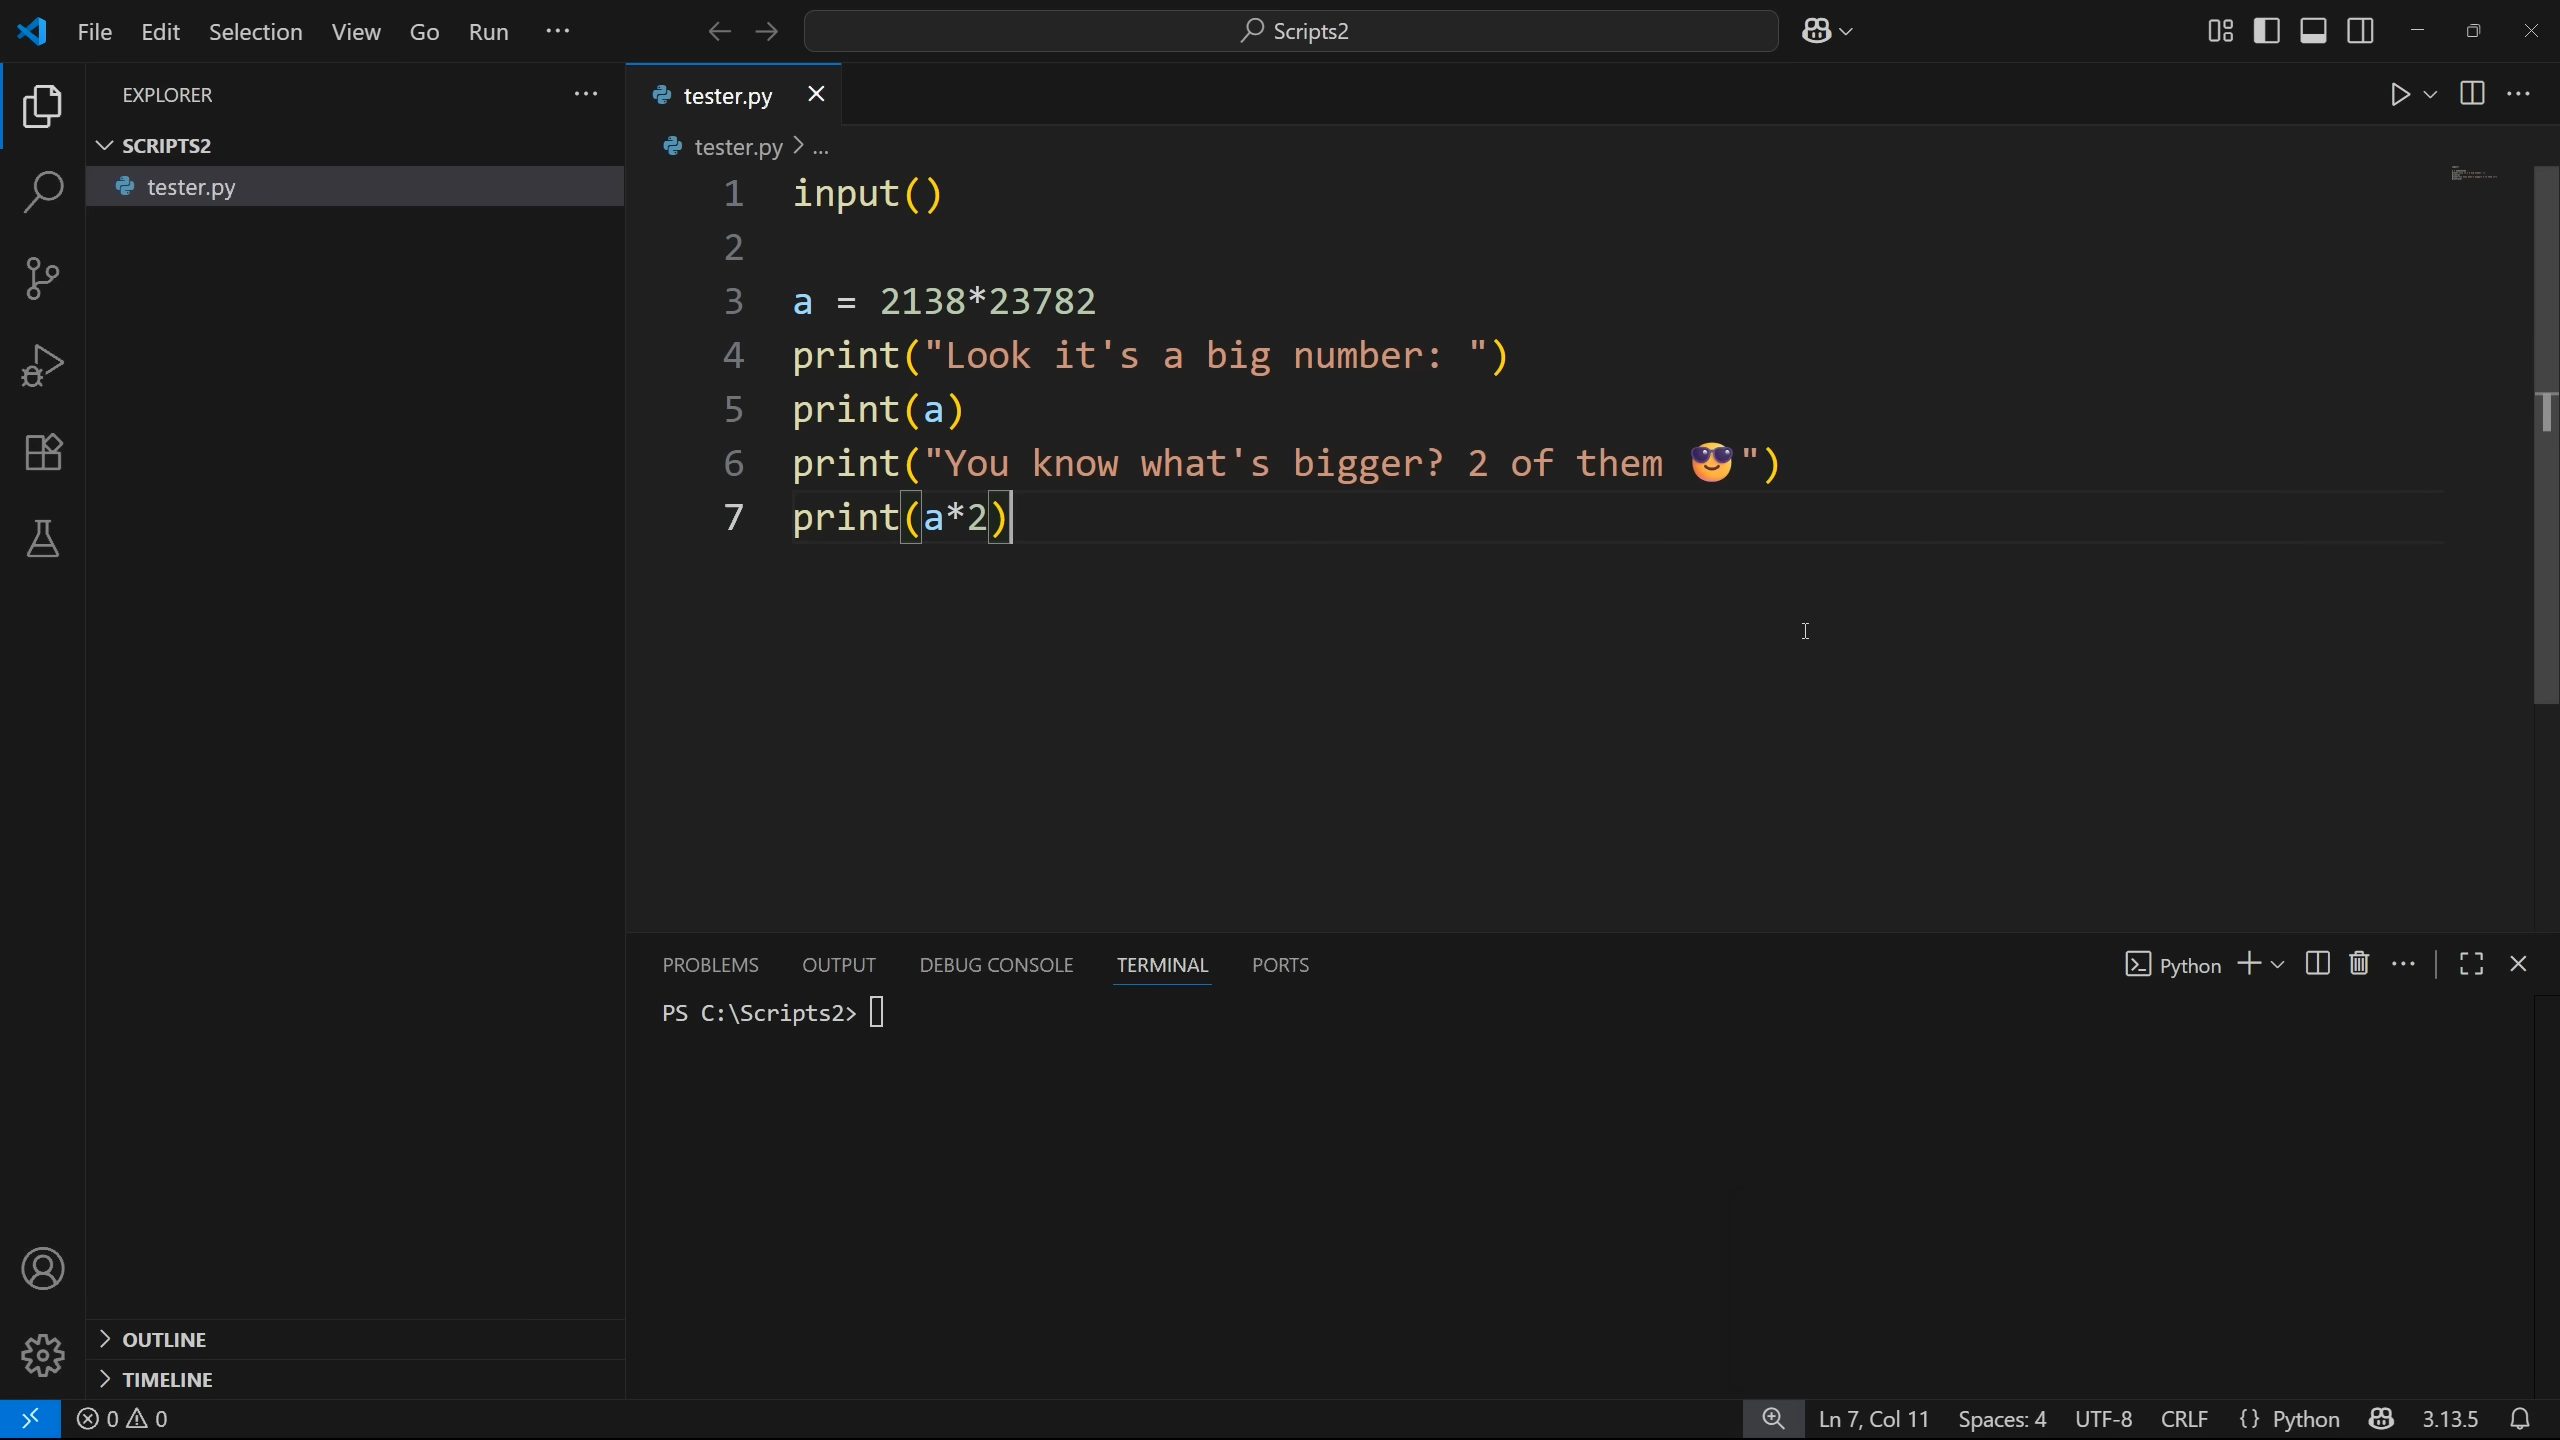 File Edit Selection View Go Run ···
Scripts2
EXPLORER
SCRIPTS2
tester.py
OUTLINE
TIMELINE
tester.py
tester.py > ...
1 input()
2
3 a = 2138*23782
4 print("Look it's a big number: ")
5 print(a)
6 print("You know what's bigger? 2 of them 😎")
7 print(a*2)
PROBLEMS OUTPUT DEBUG CONSOLE TERMINAL PORTS
Python
PS C:\Scripts2>
0 0
Ln 7, Col 11 Spaces: 4 UTF-8 CRLF {} Python 3.13.5